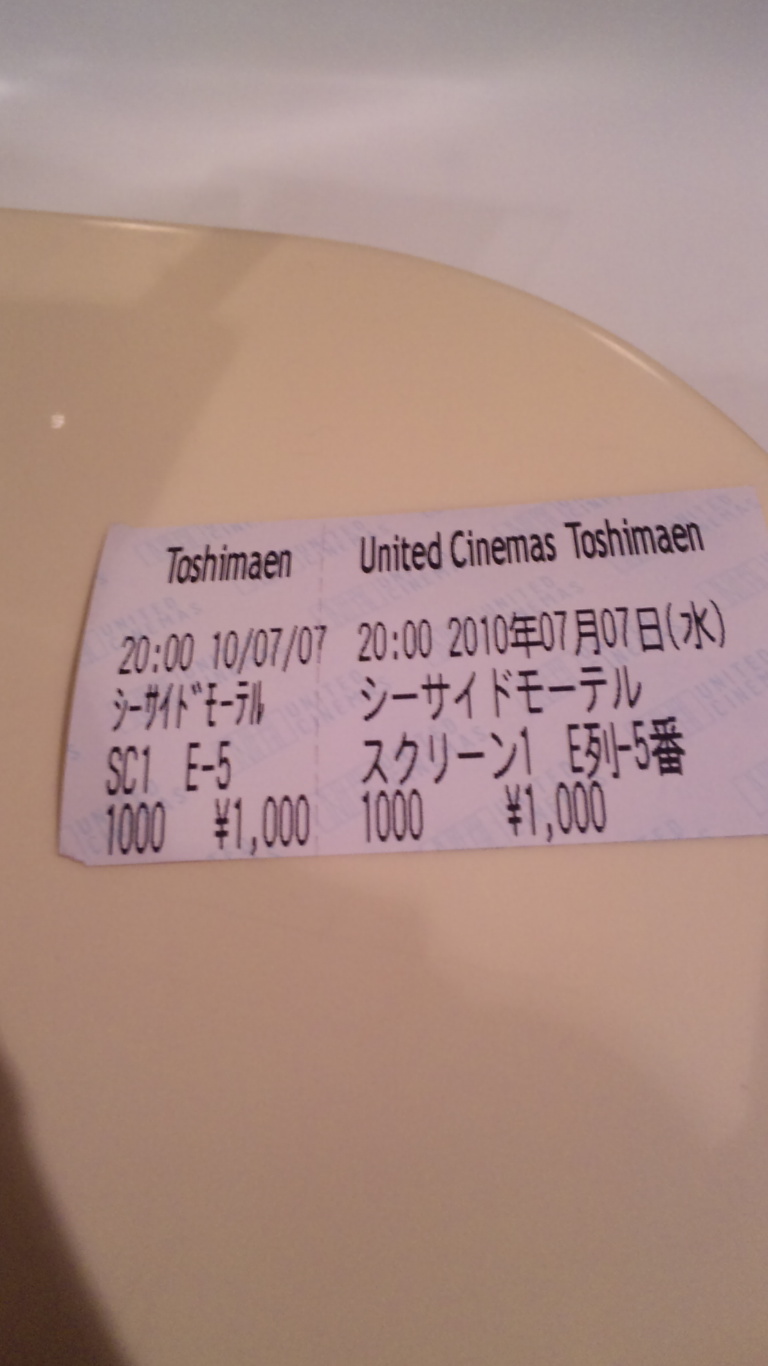 Toshimaen
20:00 10/07/07
ｼｰｻｲﾄﾞﾓｰﾃﾙ
SC1 E-5
1000 ¥1,000
United Cinemas Toshimaen
20:00 2010年07月07日(水)
シーサイドモーテル
スクリーン1 E列-5番
1000 ¥1,000